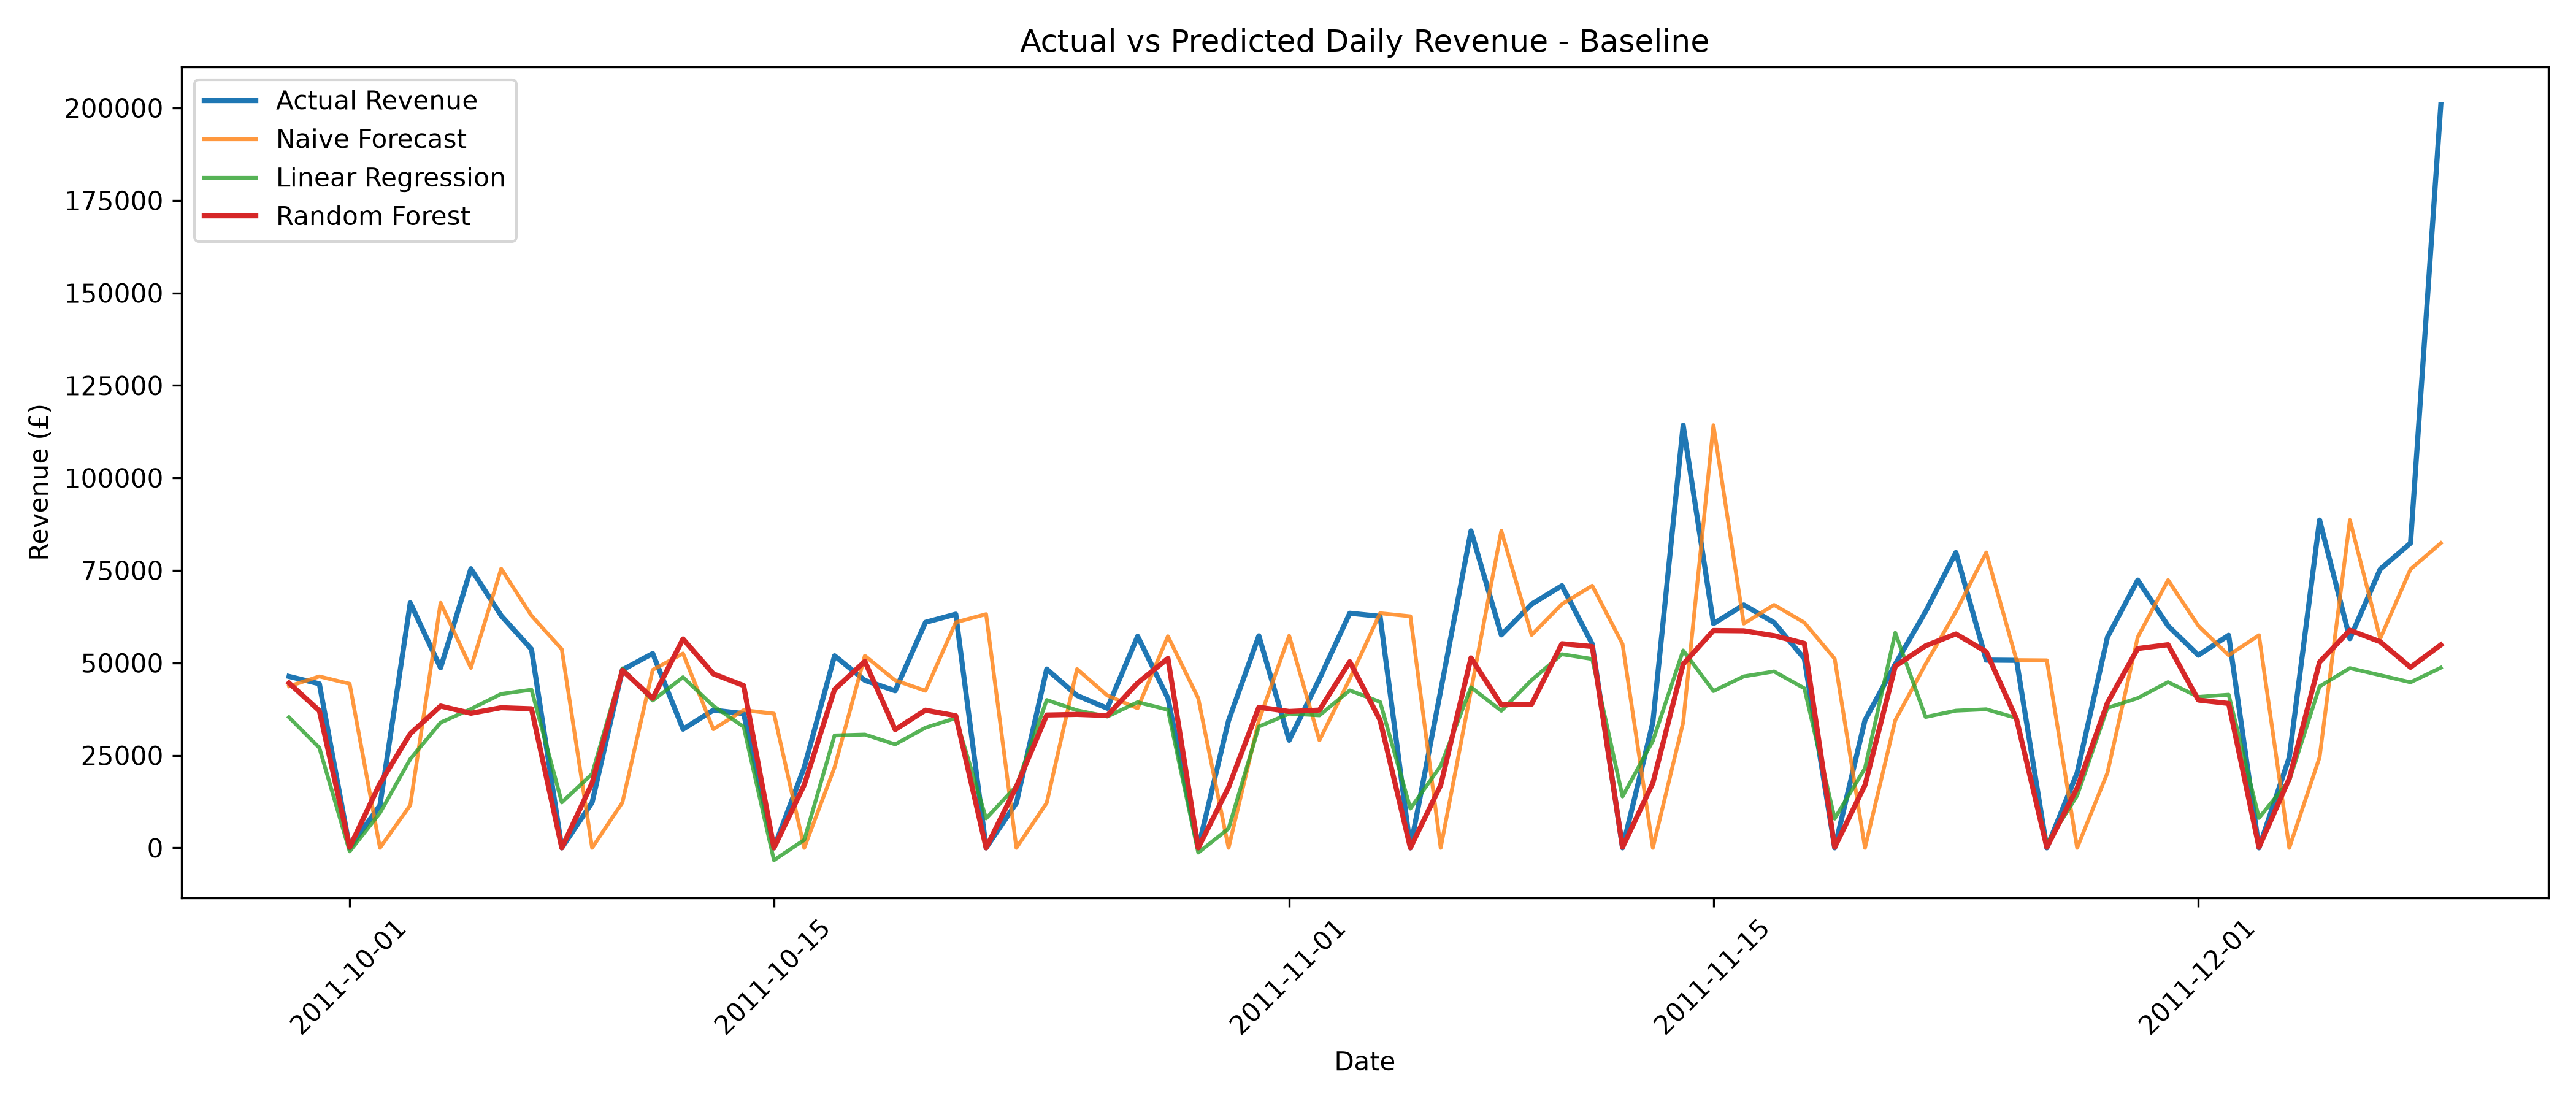 Actual vs Predicted Daily Revenue - Baseline
Actual Revenue
Naive Forecast
Linear Regression
Random Forest
200000
175000
150000
125000
100000
75000
50000
25000
0
Revenue (£)
2011-10-01
2011-10-15
2011-11-01
2011-11-15
2011-12-01
Date